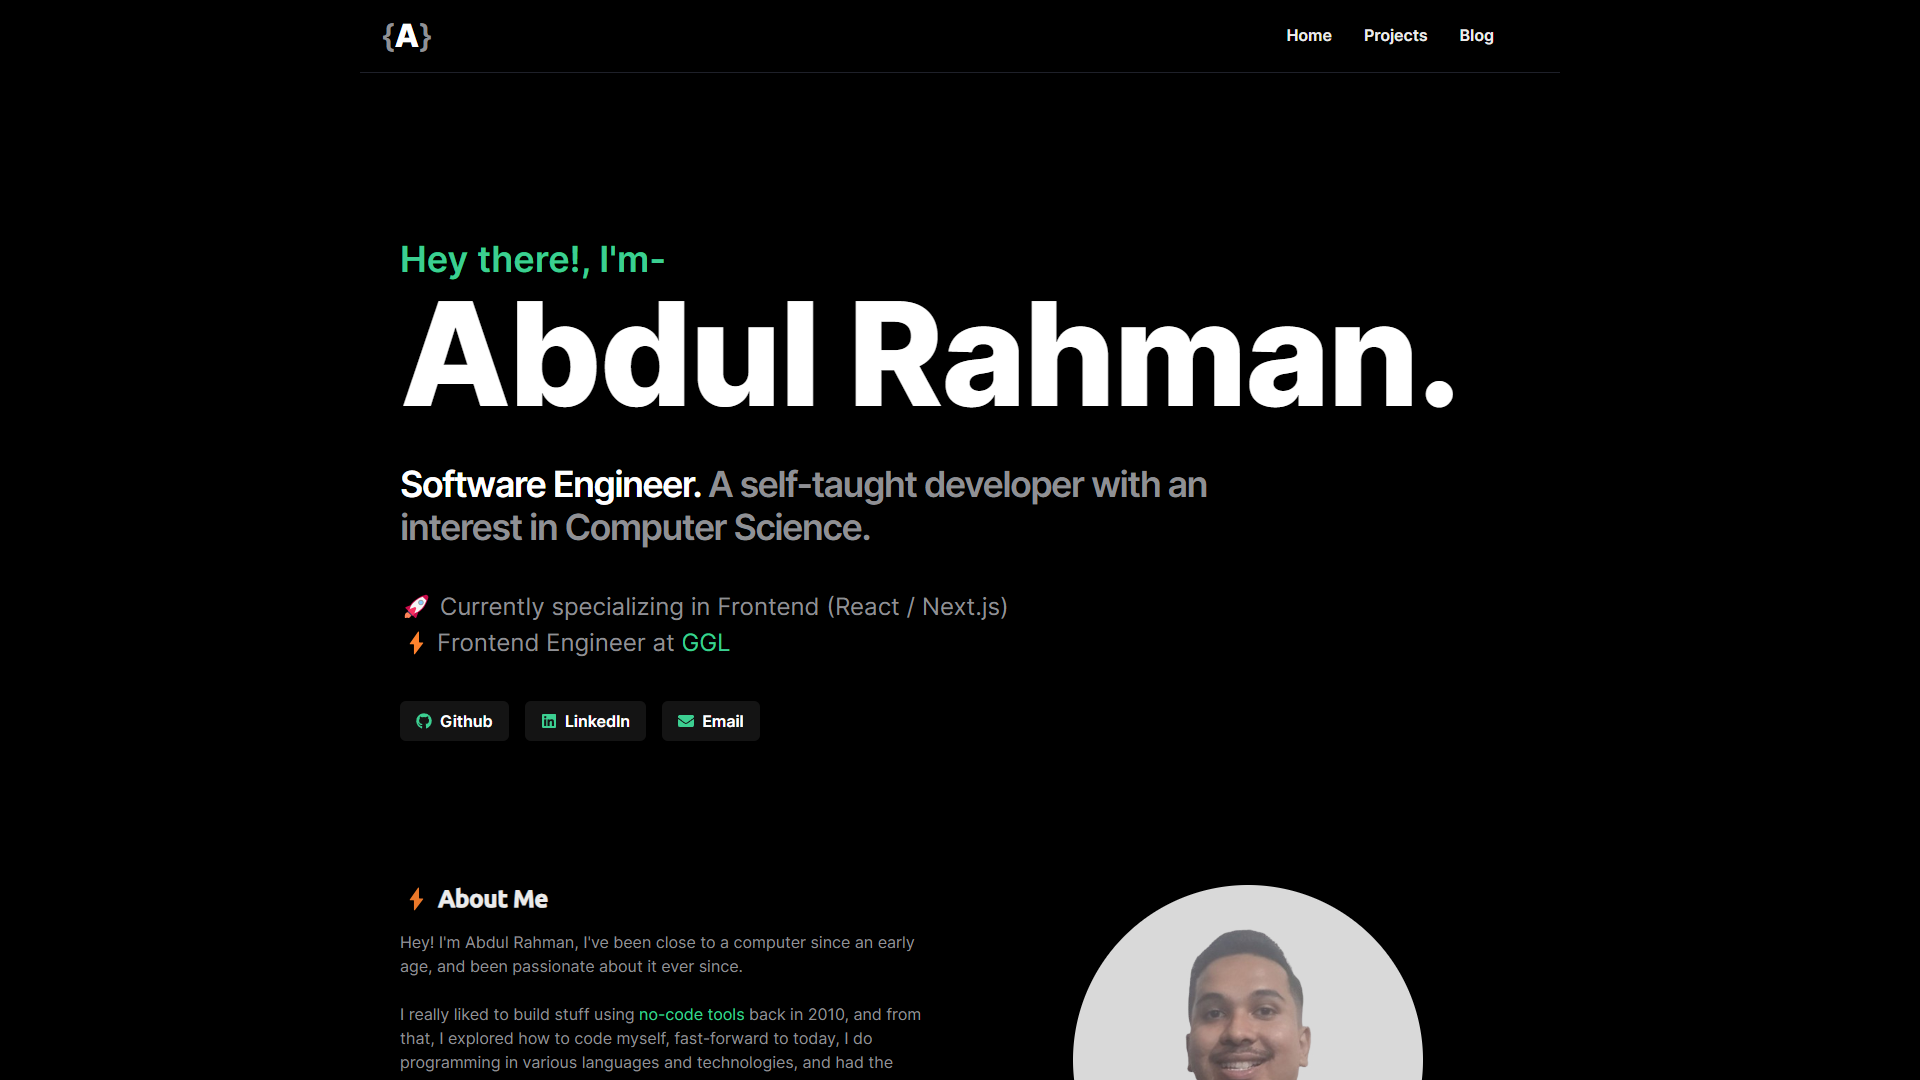 {A}
Home Projects Blog
Hey there!, I'm-
Abdul Rahman.
Software Engineer. A self-taught developer with an
interest in Computer Science.
🚀 Currently specializing in Frontend (React / Next.js)
⚡ Frontend Engineer at GGL
Github LinkedIn Email
⚡ About Me
Hey! I'm Abdul Rahman, I've been close to a computer since an early
age, and been passionate about it ever since.
I really liked to build stuff using no-code tools back in 2010, and from
that, I explored how to code myself, fast-forward to today, I do
programming in various languages and technologies, and had the